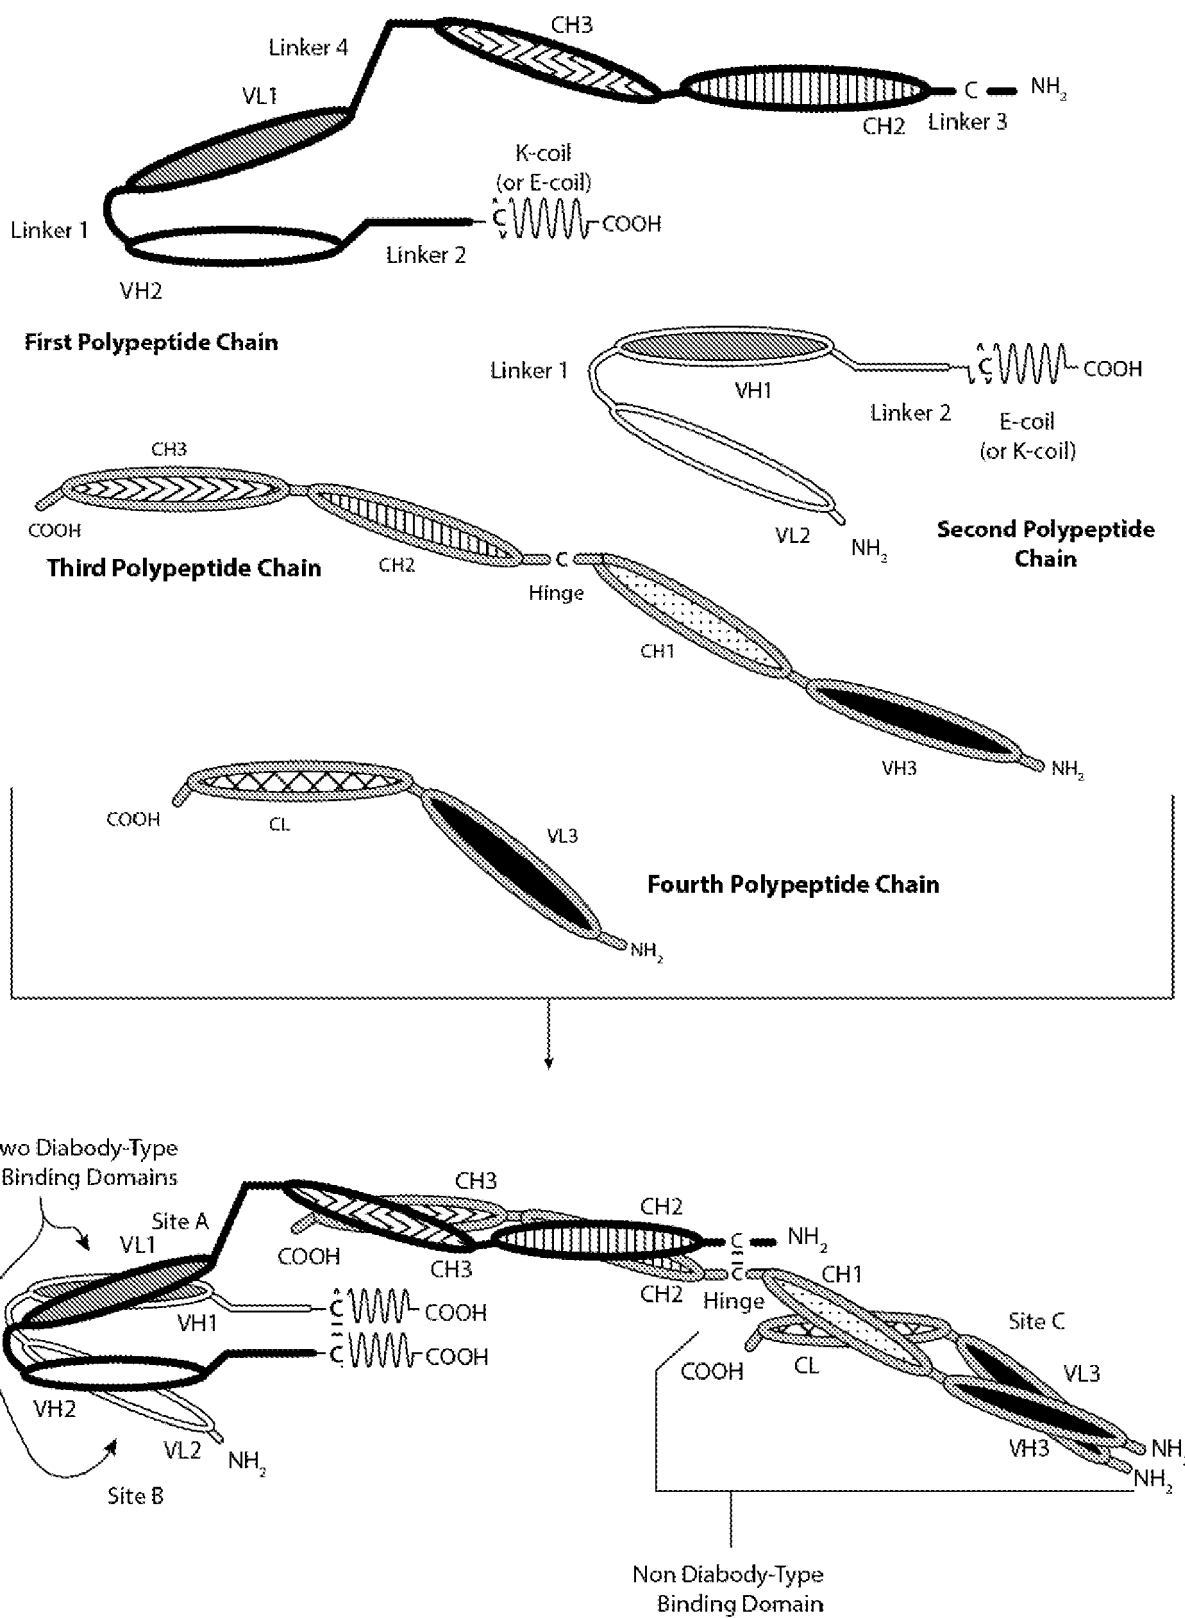 CH3
Linker 4
VL1
C
NH2
CH2
Linker 3
K-coil
(or E-coil)
C
COOH
Linker 1
Linker 2
VH2
First Polypeptide Chain
Linker 1
C
COOH
VH1
Linker 2
E-coil
(or K-coil)
CH3
COOH
VL2
NH2
Second Polypeptide
Chain
Third Polypeptide Chain
CH2
C
Hinge
CH1
VH3
NH2
COOH
CL
VL3
Fourth Polypeptide Chain
NH2
wo Diabody-Type
Binding Domains
CH3
CH2
Site A
VL1
COOH
CH3
C
NH2
C
CH2
Hinge
CH1
VH1
C
COOH
C
COOH
Site C
COOH
CL
VL3
VH2
VL2
NH2
VH3
NH
NH2
Site B
Non Diabody-Type
Binding Domain